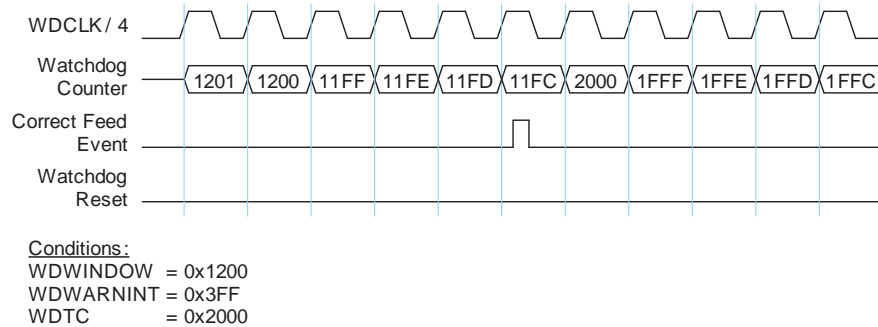 WDCLK / 4
Watchdog
Counter
1201 1200 11FF 11FE 11FD 11FC 2000 1FFF 1FFE 1FFD 1FFC
Correct Feed
Event
Watchdog
Reset
Conditions:
WDWINDOW = 0x1200
WDWARNINT = 0x3FF
WDTC = 0x2000